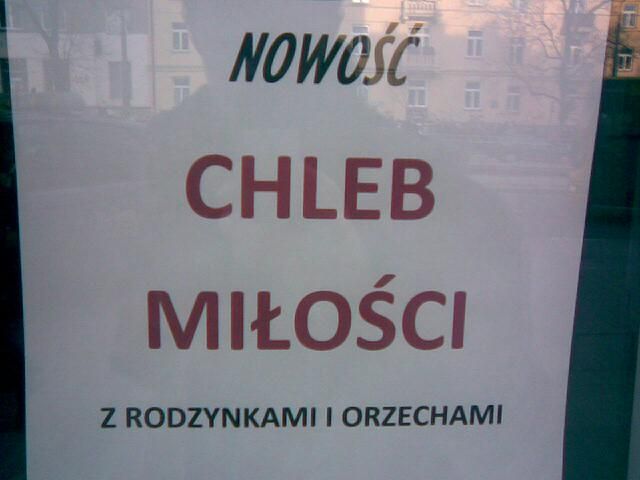 NOWOŚĆ
CHLEB
MIŁOŚCI
Z RODZYNKAMI I ORZECHAMI